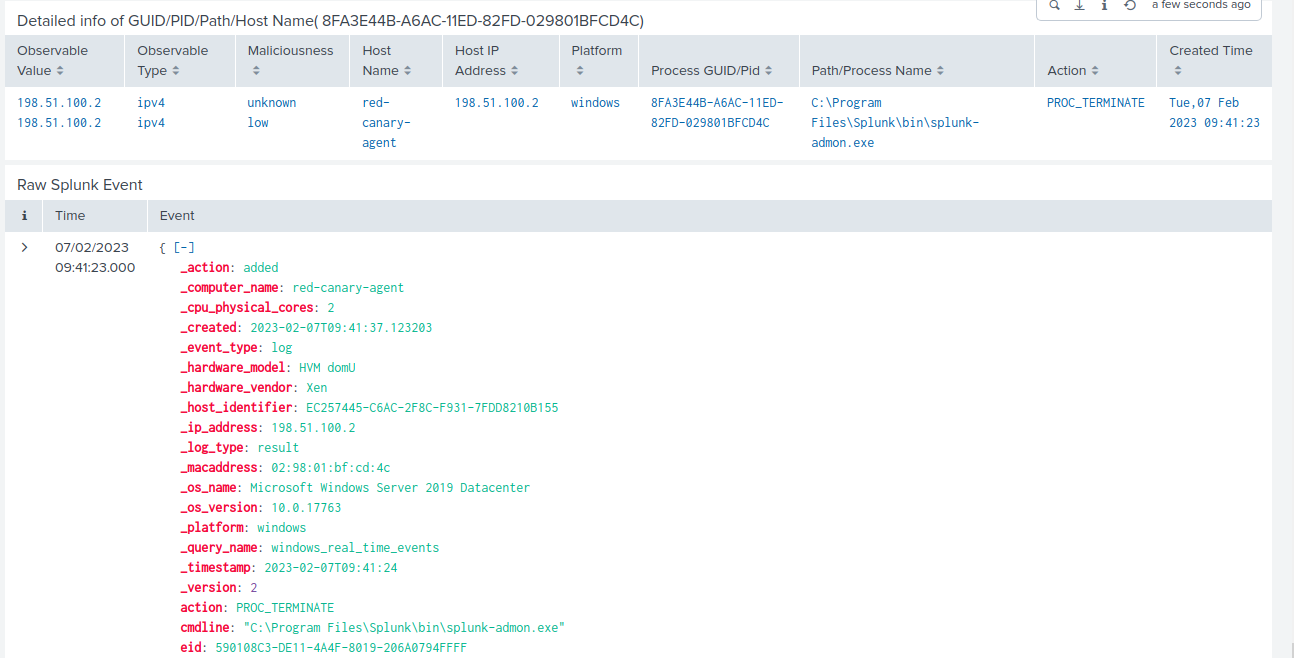 a few seconds ago
Detailed info of GUID/PID/Path/Host Name( 8FA3E44B-A6AC-11ED-82FD-029801BFCD4C)
Observable Value Observable Type Maliciousness Host Name Host IP Address Platform Process GUID/Pid Path/Process Name Action Created Time
198.51.100.2 ipv4 unknown red- 198.51.100.2 windows 8FA3E44B-A6AC-11ED- C:\Program PROC_TERMINATE Tue,07 Feb
198.51.100.2 ipv4 low canary- 82FD-029801BFCD4C Files\Splunk\bin\splunk- 2023 09:41:23
agent admon.exe
Raw Splunk Event
i Time Event
> 07/02/2023 { [-]
09:41:23.000 _action: added
_computer_name: red-canary-agent
_cpu_physical_cores: 2
_created: 2023-02-07T09:41:37.123203
_event_type: log
_hardware_model: HVM domU
_hardware_vendor: Xen
_host_identifier: EC257445-C6AC-2F8C-F931-7FDD8210B155
_ip_address: 198.51.100.2
_log_type: result
_macaddress: 02:98:01:bf:cd:4c
_os_name: Microsoft Windows Server 2019 Datacenter
_os_version: 10.0.17763
_platform: windows
_query_name: windows_real_time_events
_timestamp: 2023-02-07T09:41:24
_version: 2
action: PROC_TERMINATE
cmdline: "C:\Program Files\Splunk\bin\splunk-admon.exe"
eid: 590108C3-DE11-4A4F-8019-206A0794FFFF